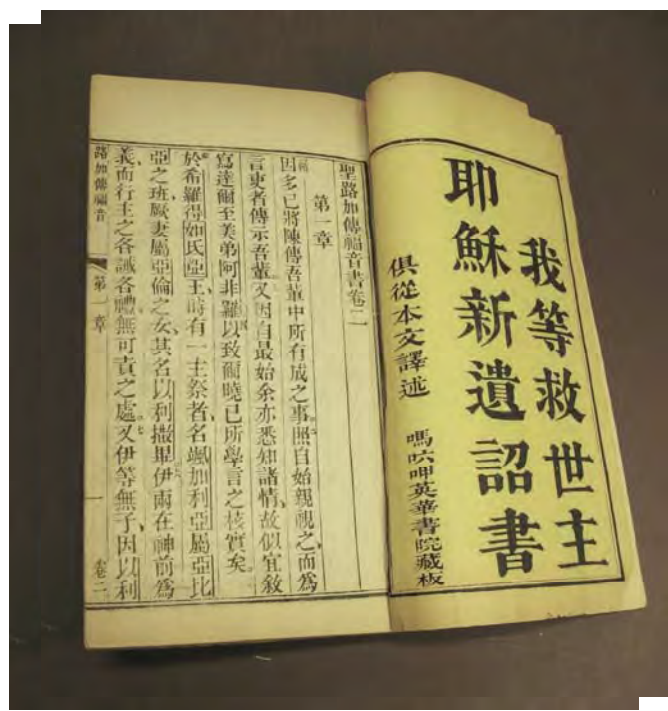 我等救世主
耶穌新遺詔書
俱從本文譯述
嗎𠰎呷英華書院藏板
聖路加傳福音書卷二
第一章
因多已將陳傳吾輩中所有成之事照自始親視之而為
言吏者傳示吾輩又因自最始余亦悉知諸情故似宜敘
寫達爾至美弟阿非羅以致爾曉已所學言之核實矣
於希羅得如氏亞王時有一主祭者名颯加利亞屬亞比
亞之班厥妻屬亞倫之女其名以利撒畢伊兩在神前為
義而行主之各誡各禮無可責之處又伊等無子因以利
路加傳福音
第一章
一
卷二